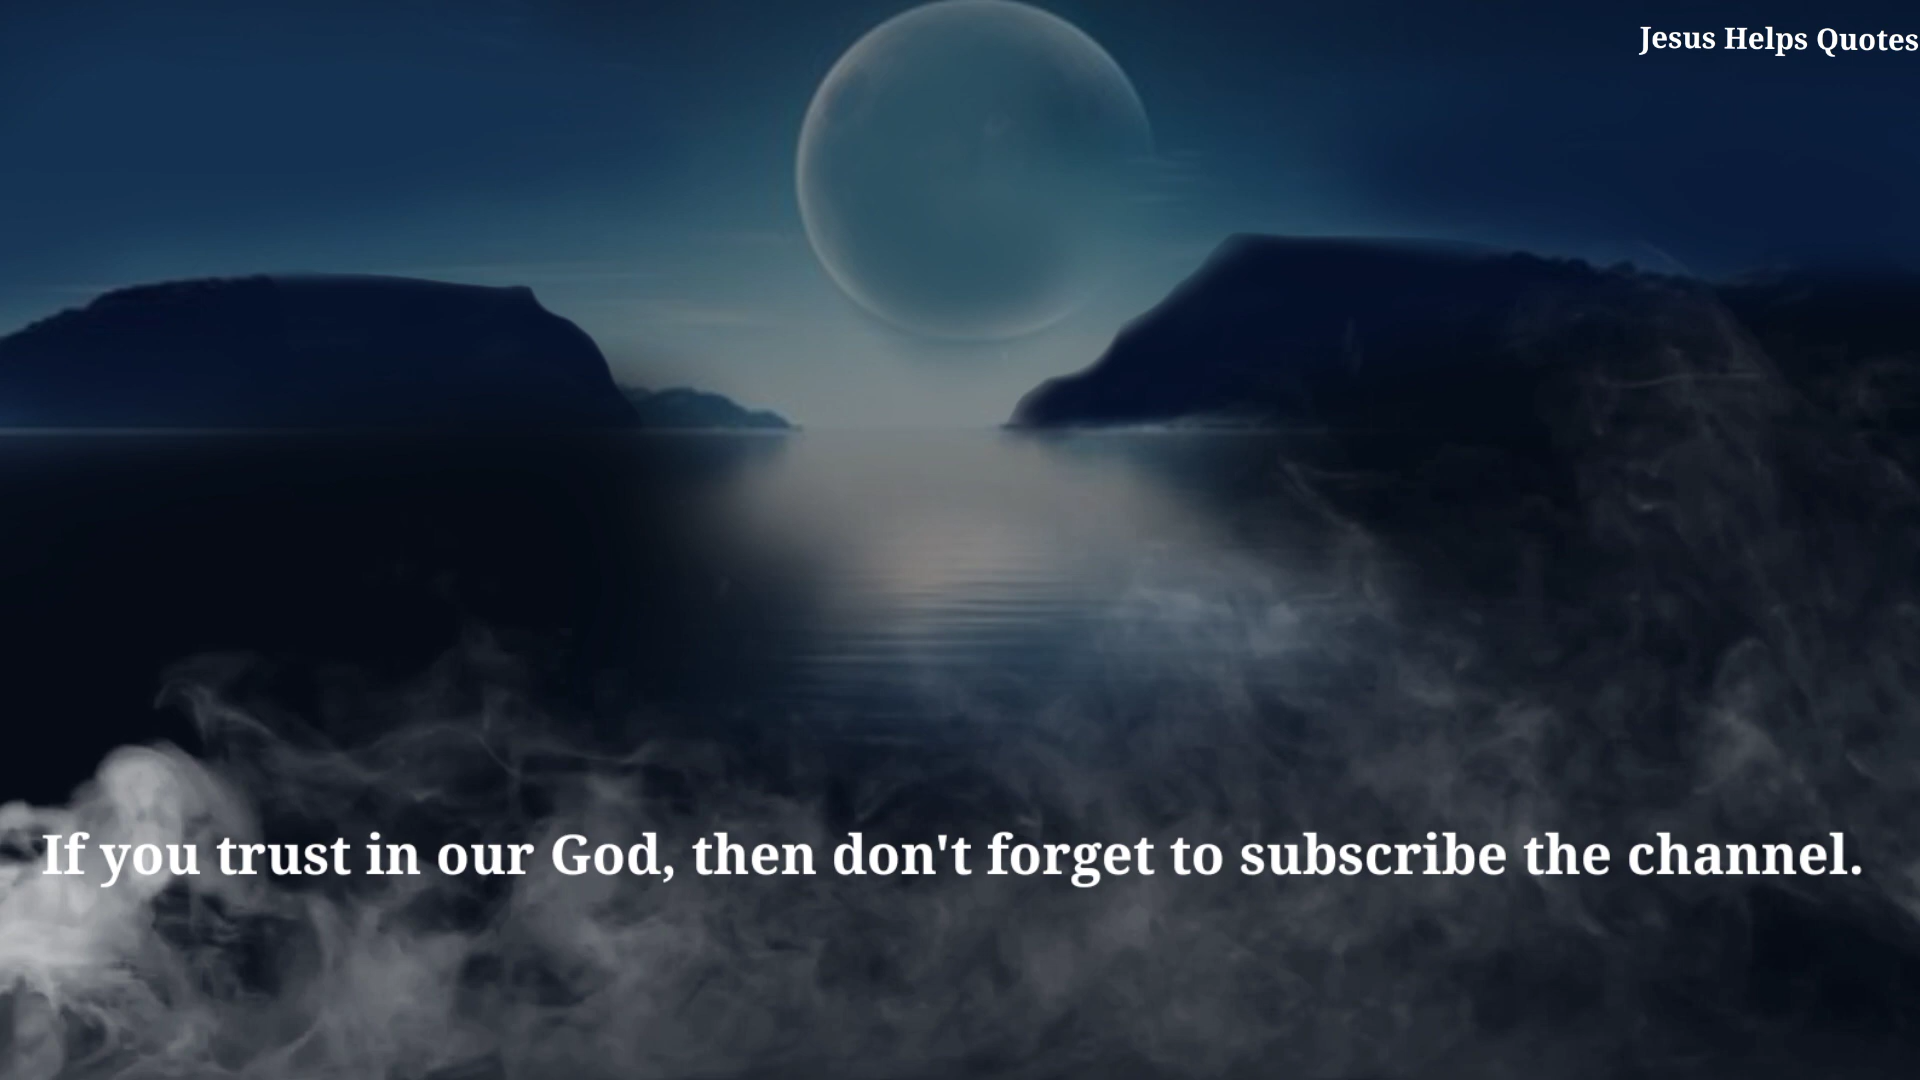 Jesus Helps Quotes
If you trust in our God, then don't forget to subscribe the channel.